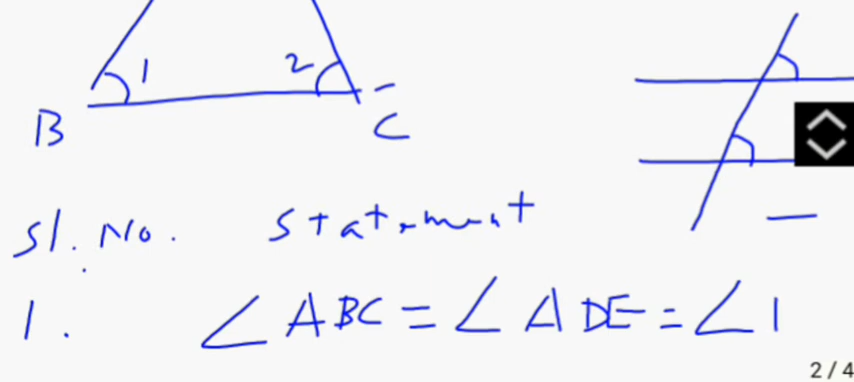 1 2
B C
Sl. No. Statement
1. ∠ABC = ∠ADE = ∠1
2/4